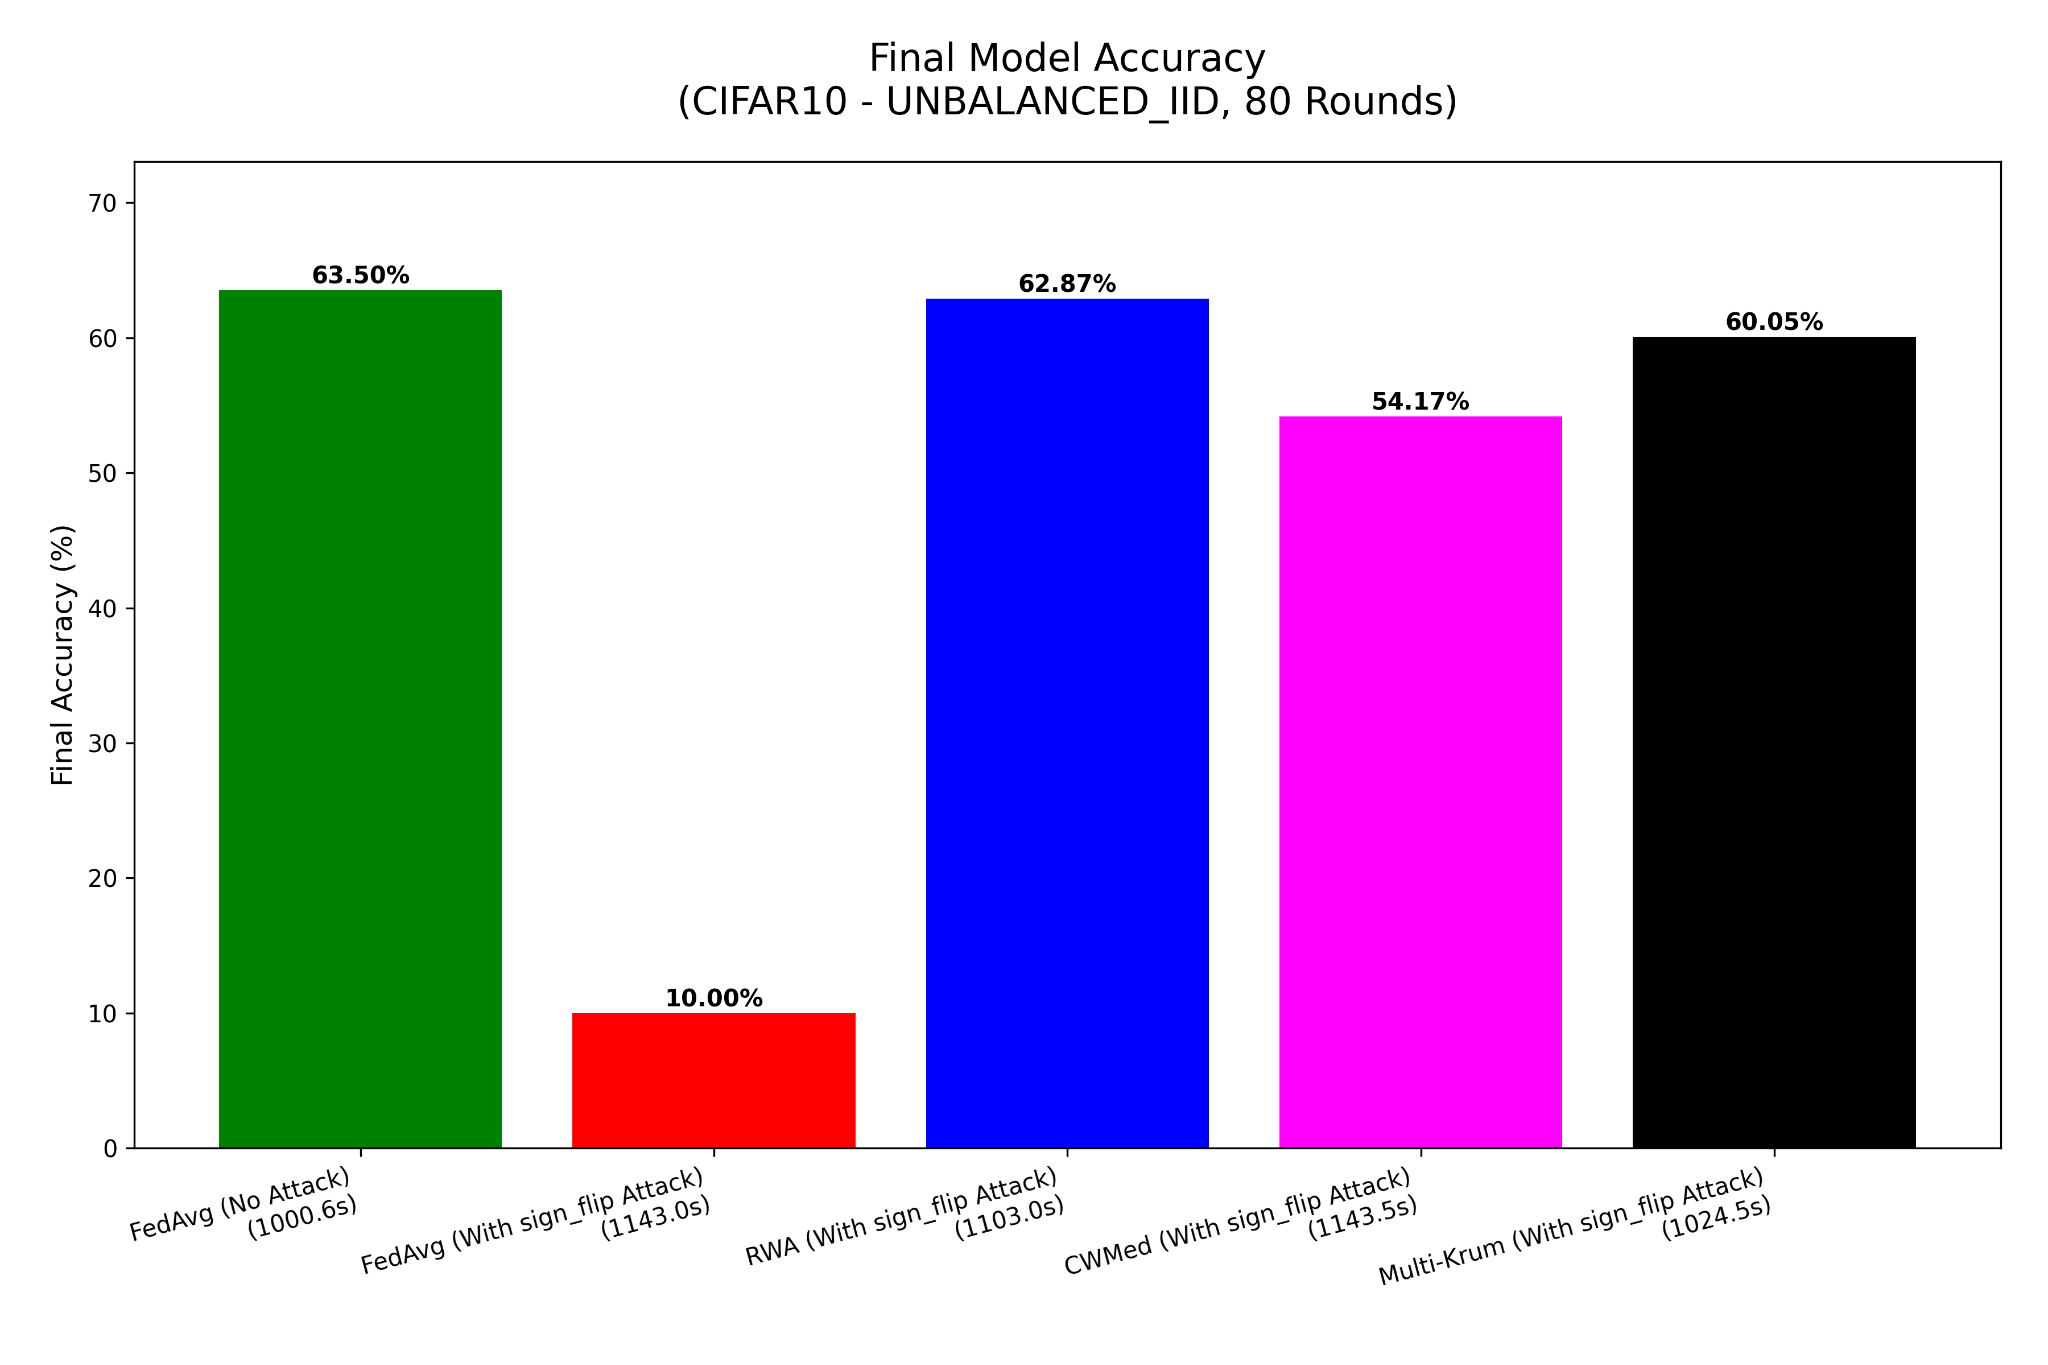 Final Model Accuracy
(CIFAR10 - UNBALANCED_IID, 80 Rounds)
Final Accuracy (%)
70
60
50
40
30
20
10
0
63.50%
10.00%
62.87%
54.17%
60.05%
FedAvg (No Attack)
(1000.6s)
FedAvg (With sign_flip Attack)
(1143.0s)
RWA (With sign_flip Attack)
(1103.0s)
CWMed (With sign_flip Attack)
(1143.5s)
Multi-Krum (With sign_flip Attack)
(1024.5s)